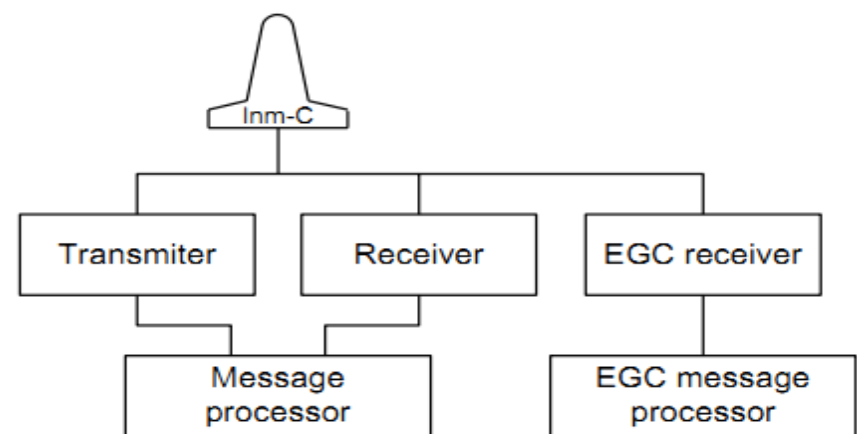 Inm-C
Transmiter
Receiver
EGC receiver
Message
processor
EGC message
processor